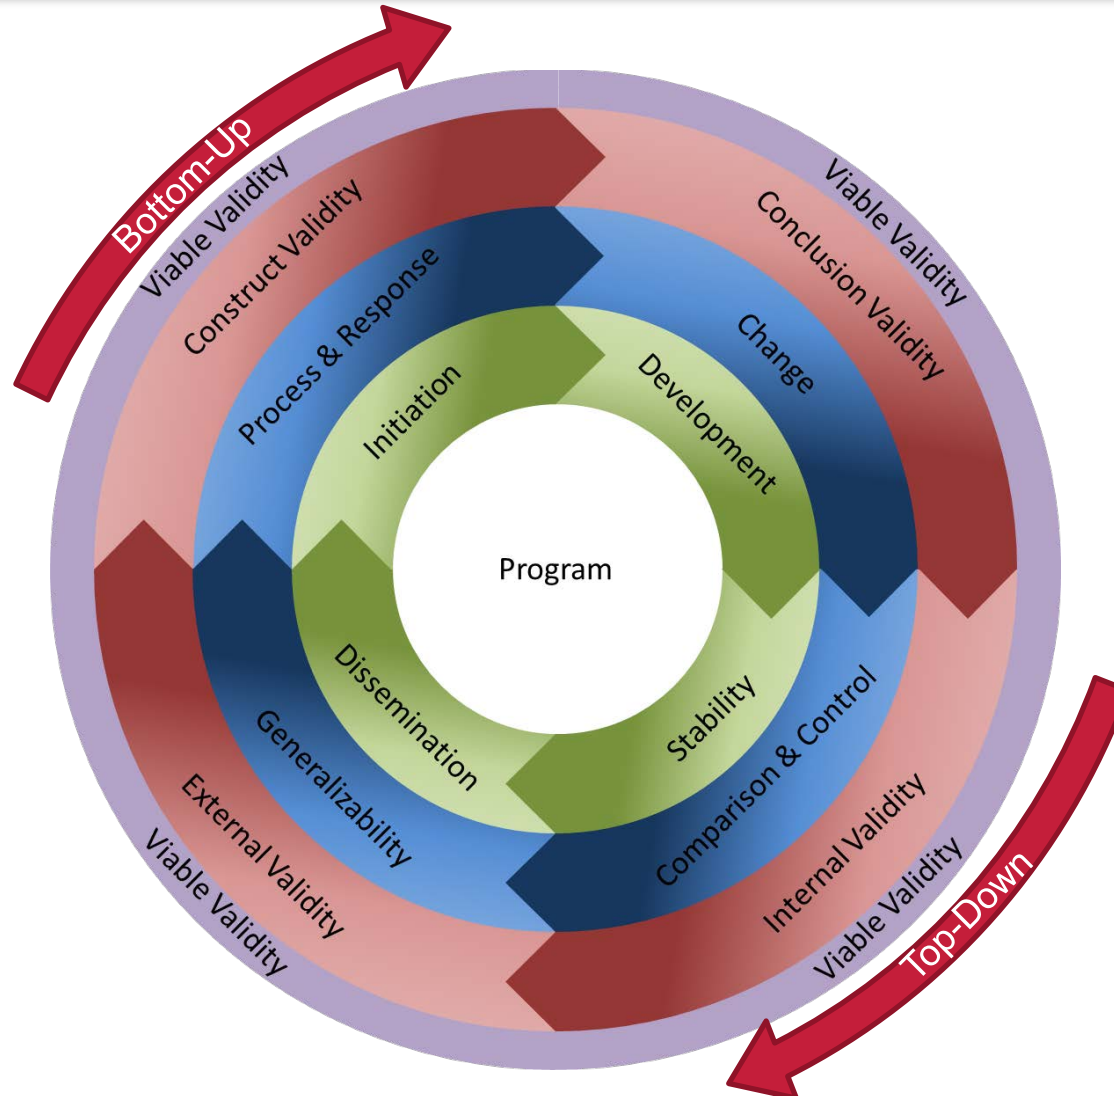 Bottom-Up
Viable Validity
Construct Validity
Process & Response
Initiation
Viable Validity
Conclusion Validity
Change
Development
Program
Dissemination
Generalizability
External Validity
Viable Validity
Stability
Comparison & Control
Internal Validity
Viable Validity
Top-Down